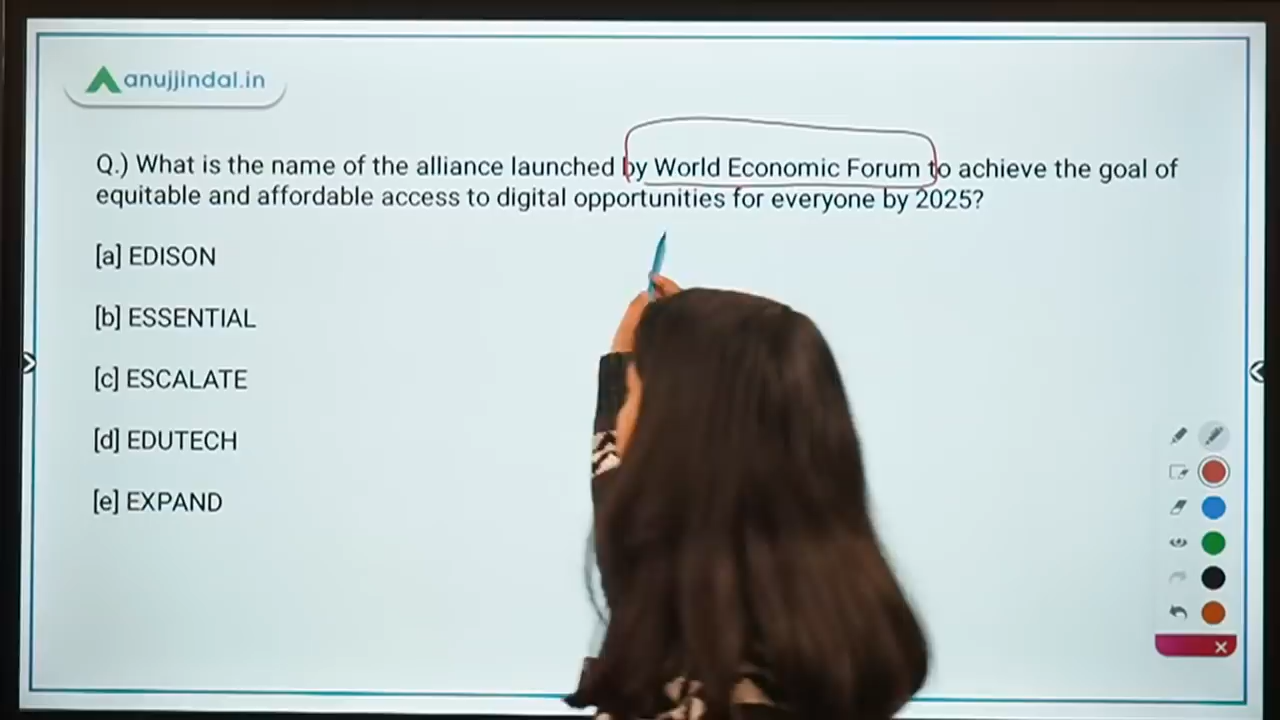 anujjindal.in
Q.) What is the name of the alliance launched by World Economic Forum to achieve the goal of
equitable and affordable access to digital opportunities for everyone by 2025?
[a] EDISON
[b] ESSENTIAL
[c] ESCALATE
[d] EDUTECH
[e] EXPAND